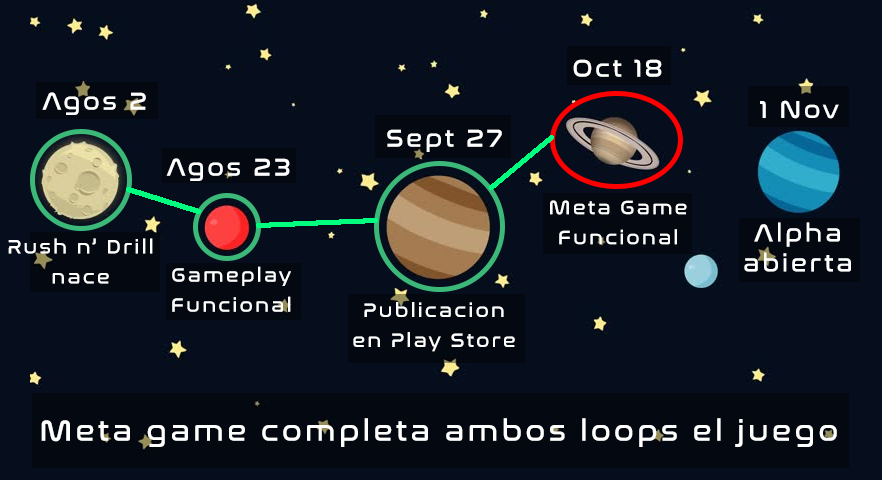 Agos 2
Rush n' Drill
nace
Agos 23
Gameplay
Funcional
Sept 27
Publicacion
en Play Store
Oct 18
Meta Game
Funcional
1 Nov
Alpha
abierta
Meta game completa ambos loops el juego